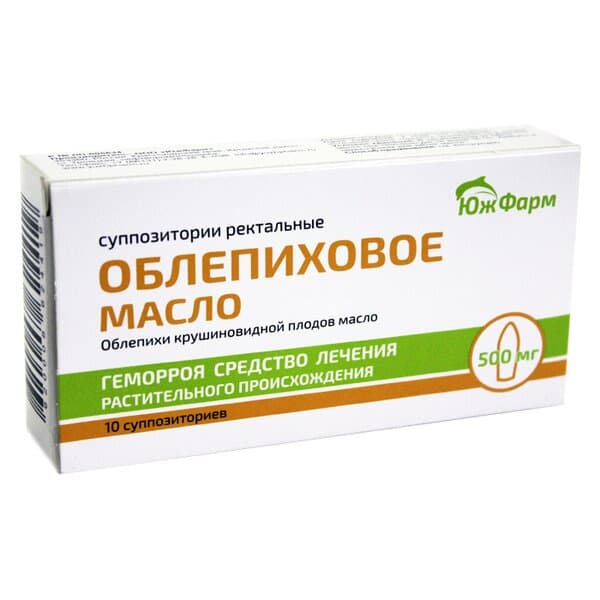 ЮжФарм
суппозитории ректальные
ОБЛЕПИХОВОЕ
МАСЛО
Облепихи крушиновидной плодов масло
ГЕМОРРОЯ СРЕДСТВО ЛЕЧЕНИЯ
РАСТИТЕЛЬНОГО ПРОИСХОЖДЕНИЯ
500 мг
10 суппозиториев